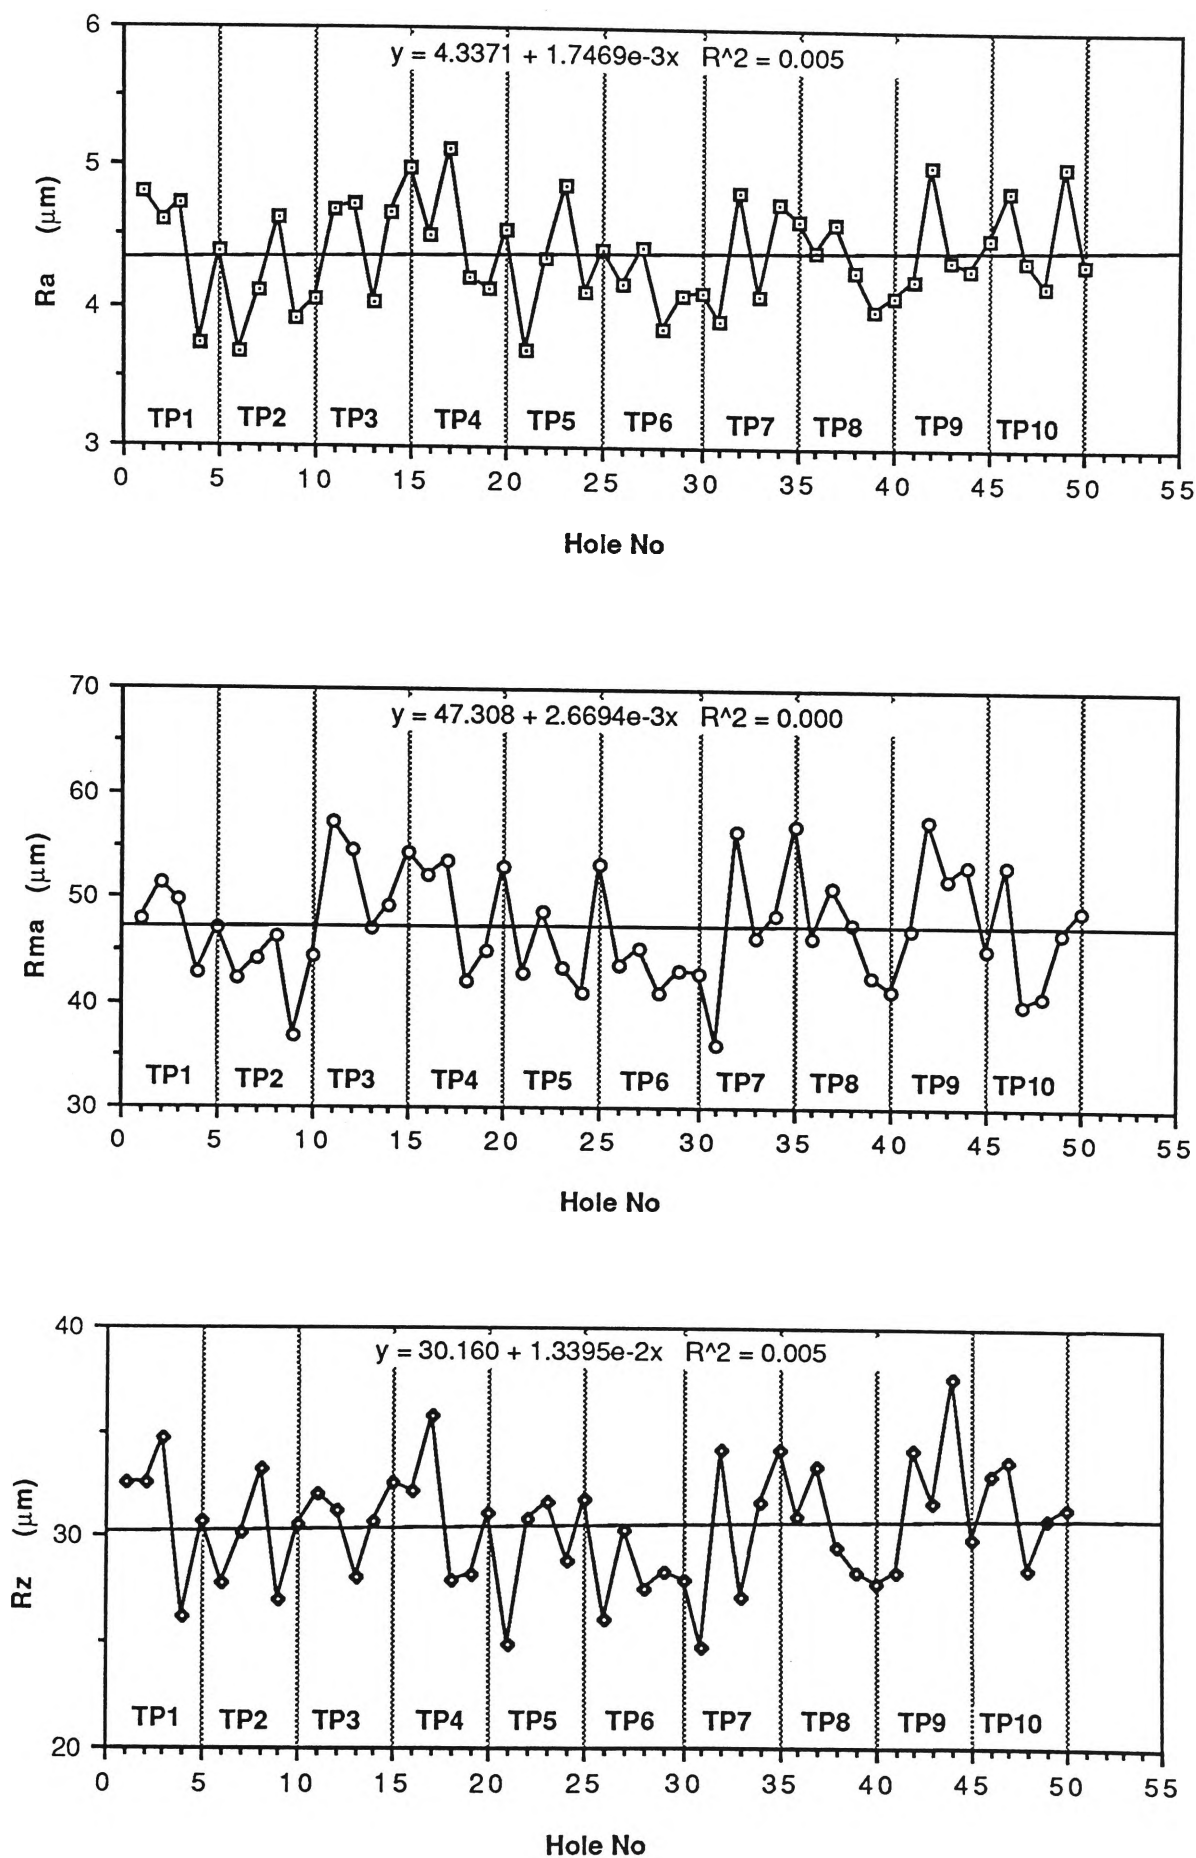 y = 4.3371 + 1.7469e-3x R^2 = 0.005
6
5
4
3
Ra (μm)
TP1 TP2 TP3 TP4 TP5 TP6 TP7 TP8 TP9 TP10
0 5 10 15 20 25 30 35 40 45 50 55
Hole No
y = 47.308 + 2.6694e-3x R^2 = 0.000
70
60
50
40
30
Rma (μm)
TP1 TP2 TP3 TP4 TP5 TP6 TP7 TP8 TP9 TP10
0 5 10 15 20 25 30 35 40 45 50 55
Hole No
y = 30.160 + 1.3395e-2x R^2 = 0.005
40
30
20
Rz (μm)
TP1 TP2 TP3 TP4 TP5 TP6 TP7 TP8 TP9 TP10
0 5 10 15 20 25 30 35 40 45 50 55
Hole No